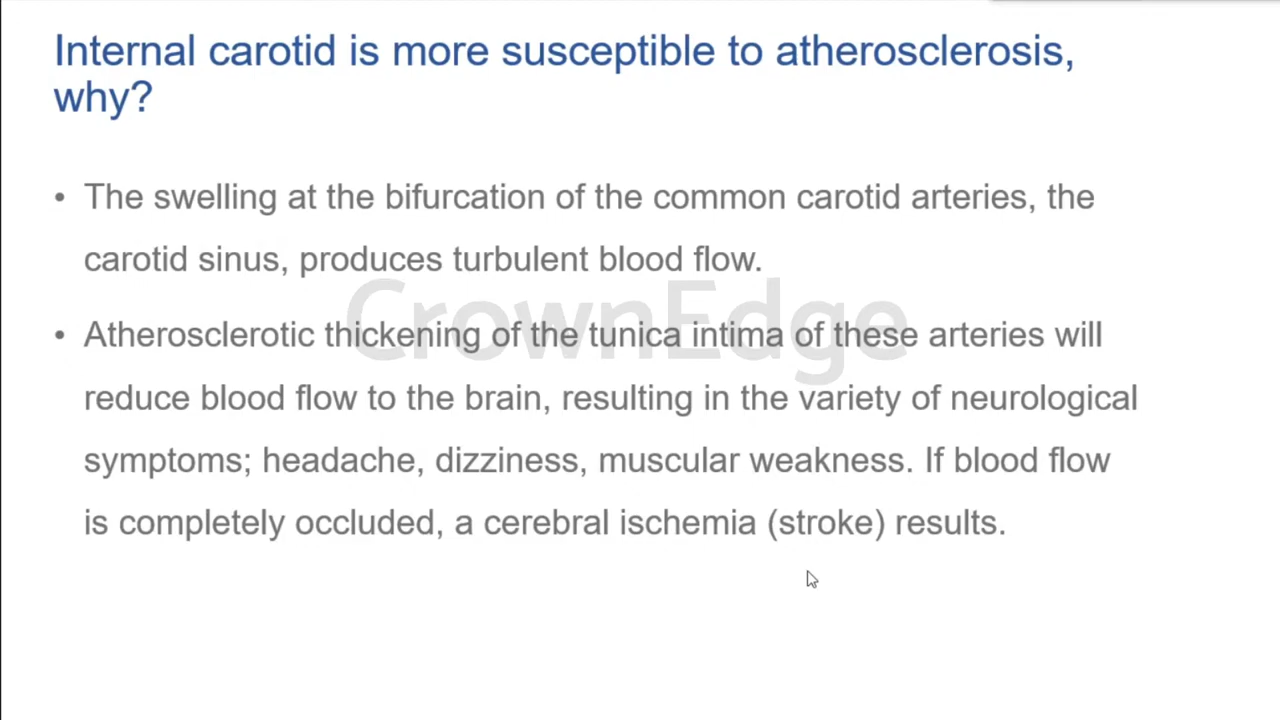 Internal carotid is more susceptible to atherosclerosis,
why?
• The swelling at the bifurcation of the common carotid arteries, the
carotid sinus, produces turbulent blood flow.
CrownEdge
• Atherosclerotic thickening of the tunica intima of these arteries will
reduce blood flow to the brain, resulting in the variety of neurological
symptoms; headache, dizziness, muscular weakness. If blood flow
is completely occluded, a cerebral ischemia (stroke) results.